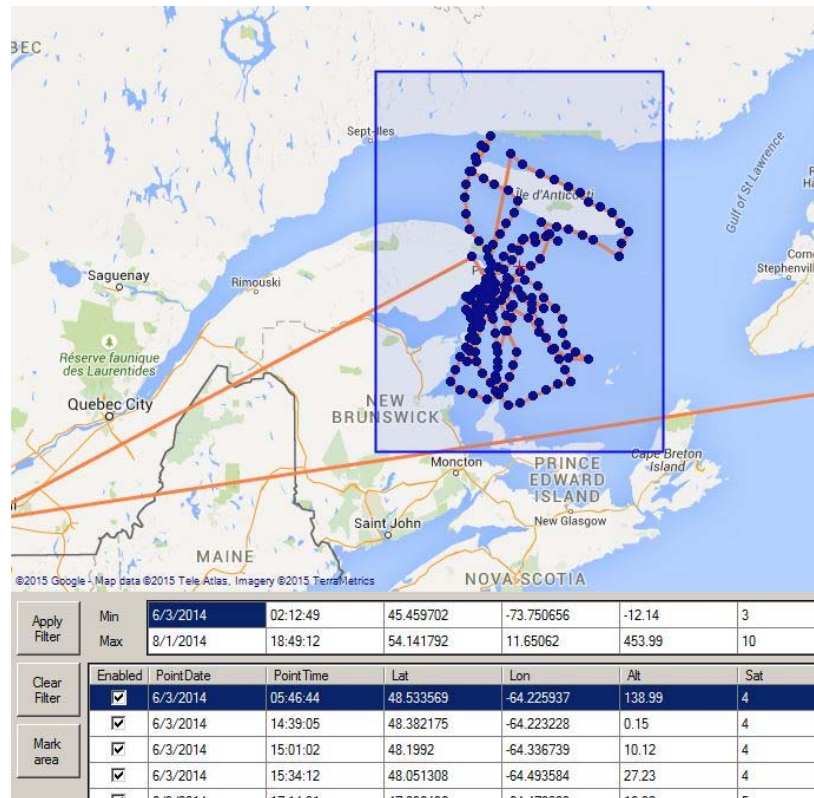 BEC
Sept-Iles
Île d'Anticosti
Gulf of St Lawrence
Corne
Stephenvill
Saguenay
Rimouski
Réserve faunique
des Laurentides
Quebec City
NEW
BRUNSWICK
Moncton
PRINCE
EDWARD
ISLAND
Cape Breton
Island
New Glasgow
Saint John
MAINE
NOVA SCOTIA
©2015 Google - Map data ©2015 Tele Atlas, Imagery ©2015 TerraMetrics
Apply
Filter
Min 6/3/2014 02:12:49 45.459702 -73.750656 -12.14 3
Max 8/1/2014 18:49:12 54.141792 11.65062 453.99 10
Clear
Filter
Enabled PointDate PointTime Lat Lon Alt Sat
6/3/2014 05:46:44 48.533569 -64.225937 138.99 4
6/3/2014 14:39:05 48.382175 -64.223228 0.15 4
Mark
area
6/3/2014 15:01:02 48.1992 -64.336739 10.12 4
6/3/2014 15:34:12 48.051308 -64.493584 27.23 4